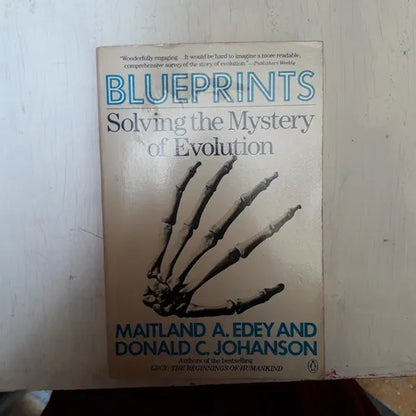 "Wonderfully engaging . . . It would be hard to imagine a more readable,
comprehensive survey of the story of evolution."—Publishers Weekly
BLUEPRINTS
Solving the Mystery
of Evolution
MAITLAND A. EDEY AND
DONALD C. JOHANSON
Authors of the bestselling
LUCY: THE BEGINNINGS OF HUMANKIND